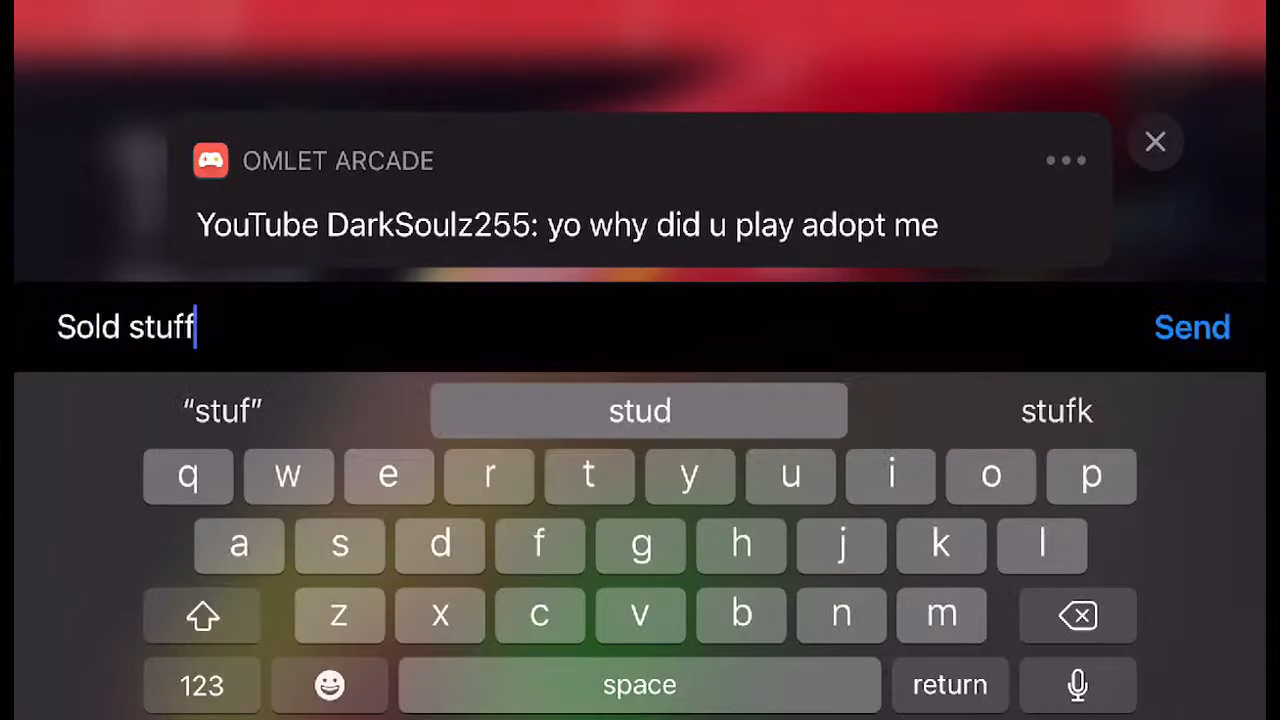 OMLET ARCADE
YouTube DarkSoulz255: yo why did u play adopt me
Sold stuff
Send
“stuf” stud stufk
q w e r t y u i o p
a s d f g h j k l
z x c v b n m
123 space return